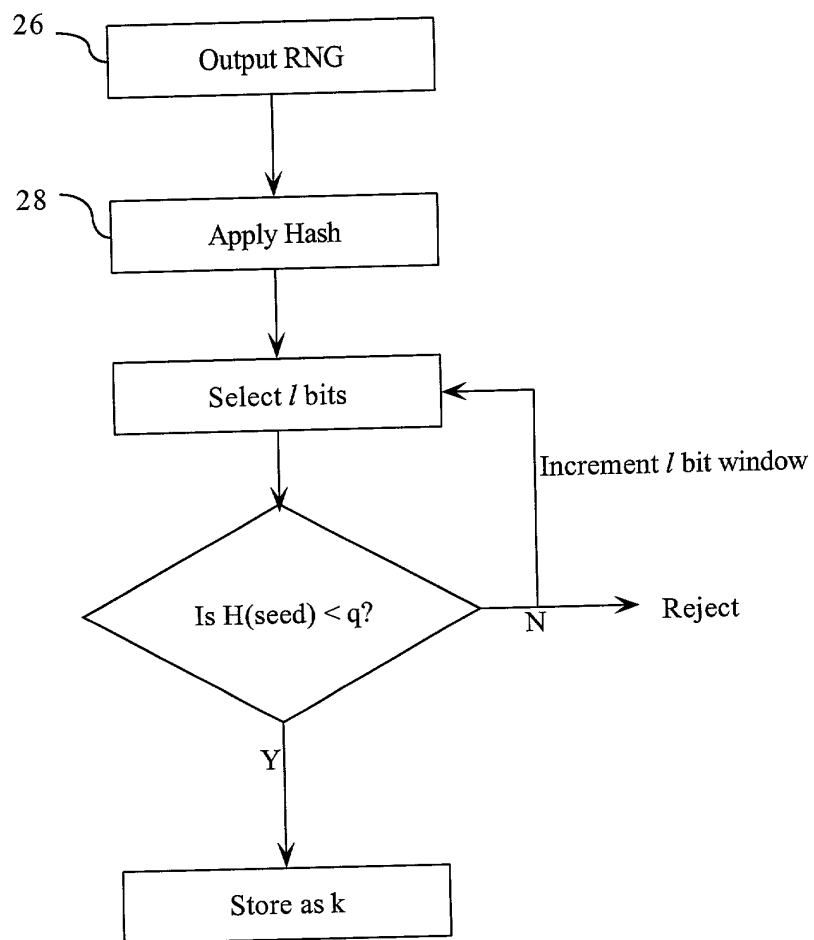 26
Output RNG
28
Apply Hash
Select l bits
Increment l bit window
Is H(seed) < q?
N
Reject
Y
Store as k